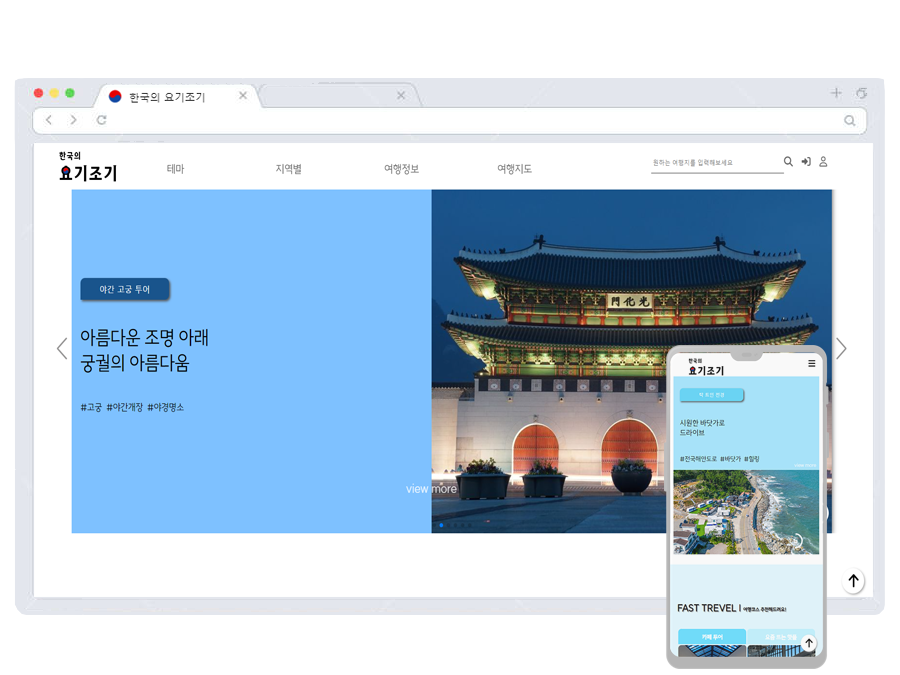 한국의 요기조기
한국의
요기조기
테마
지역별
여행정보
여행지도
원하는 여행지를 입력해보세요
야간 고궁 투어
아름다운 조명 아래
궁궐의 아름다움
#고궁 #야간개장 #야경명소
view more
門化光
한국의
요기조기
시원한 바닷가로
드라이브
#전국해안도로 #바닷가 #힐링
view more
FAST TREVEL | 여행코스 추천해드려요!
카페 투어